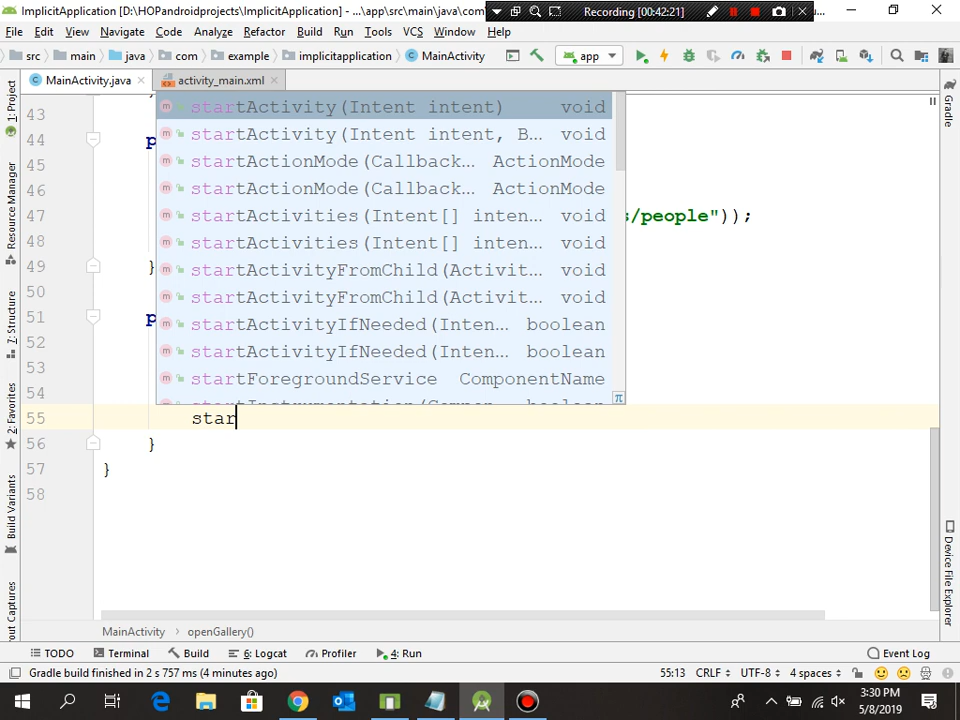 ImplicitApplication [D:\HOPandroidprojects\ImplicitApplication] - ...\app\src\main\java\com
Recording [00:42:21]
File Edit View Navigate Code Analyze Refactor Build Run Tools VCS Window Help
src main java com example implicitapplication MainActivity app
MainActivity.java activity_main.xml
1: Project
Resource Manager
7: Structure
2: Favorites
Build Variants
out Captures
Gradle
Device File Explorer
startActivity(Intent intent) void
43
startActivity(Intent intent, B... void
44 p
startActionMode(Callback... ActionMode
45
startActionMode(Callback... ActionMode
46
startActivities(Intent[] inten... void
47 s/people"));
startActivities(Intent[] inten... void
48
startActivityFromChild(Activit... void
49 }
startActivityFromChild(Activit... void
50
startActivityIfNeeded(Inten... boolean
51 p
startActivityIfNeeded(Inten... boolean
52
startForegroundService ComponentName
53
54
55 star
56 }
57 }
58
MainActivity openGallery()
TODO Terminal Build 6: Logcat Profiler 4: Run Event Log
Gradle build finished in 2 s 757 ms (4 minutes ago) 55:13 CRLF UTF-8 4 spaces
3:30 PM
5/8/2019